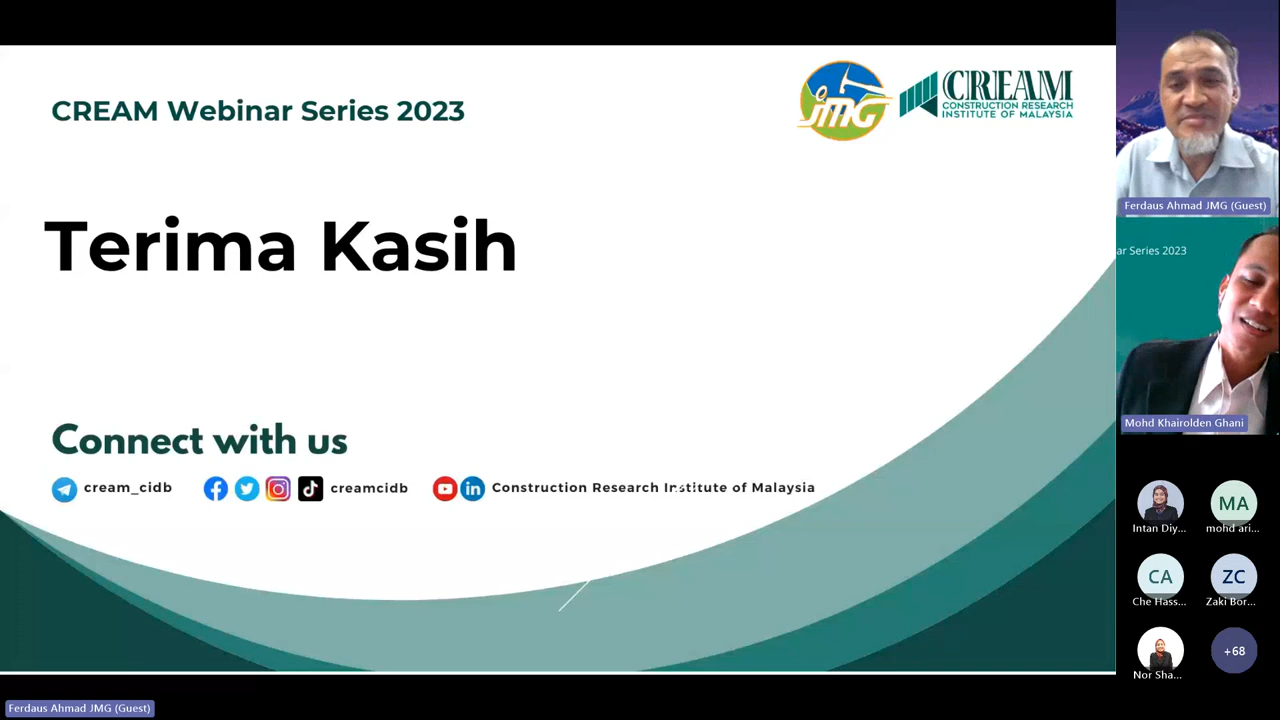 CREAM Webinar Series 2023
JMG
CREAM
CONSTRUCTION RESEARCH
INSTITUTE OF MALAYSIA
Terima Kasih
Connect with us
cream_cidb
creamcidb
Construction Research Institute of Malaysia
Ferdaus Ahmad JMG (Guest)
ar Series 2023
Mohd Khairolden Ghani
Intan Diy...
MA
mohd ari...
CA
Che Hass...
ZC
Zaki Bor...
Nor Sha...
+68
Ferdaus Ahmad JMG (Guest)